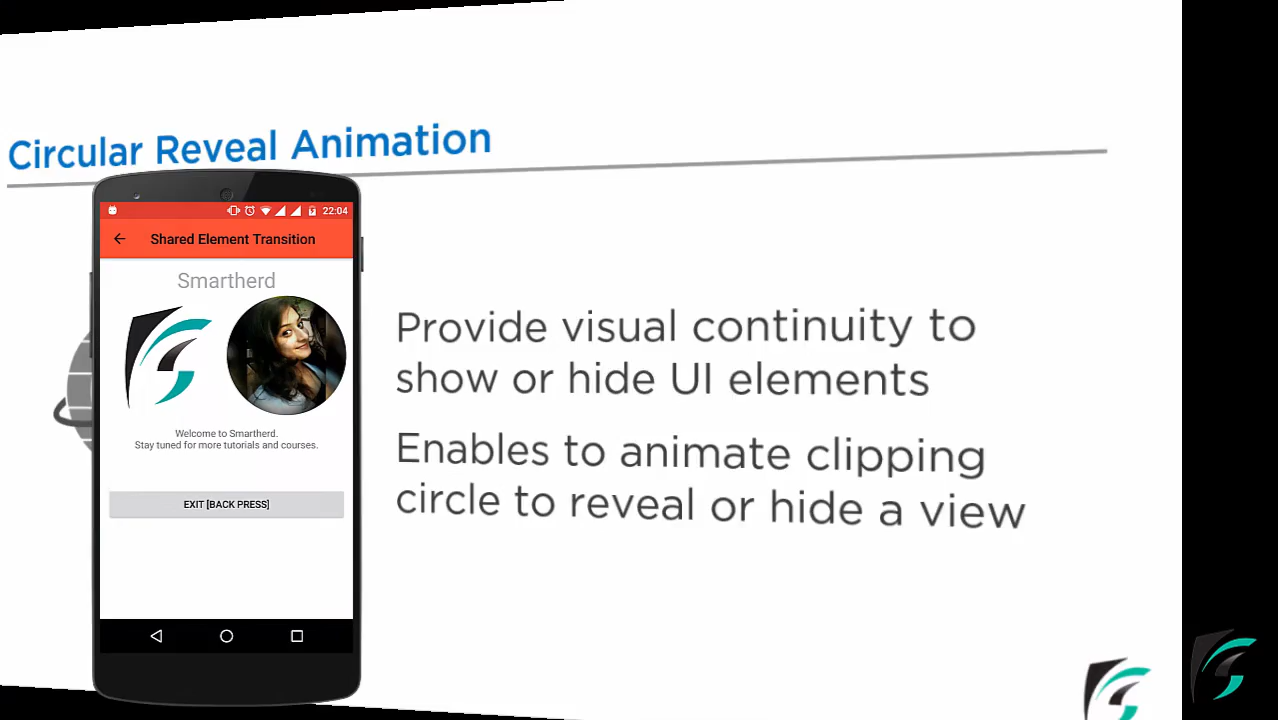 Circular Reveal Animation
22:04
Shared Element Transition
Smartherd
Welcome to Smartherd.
Stay tuned for more tutorials and courses.
EXIT [BACK PRESS]
Provide visual continuity to
show or hide UI elements
Enables to animate clipping
circle to reveal or hide a view